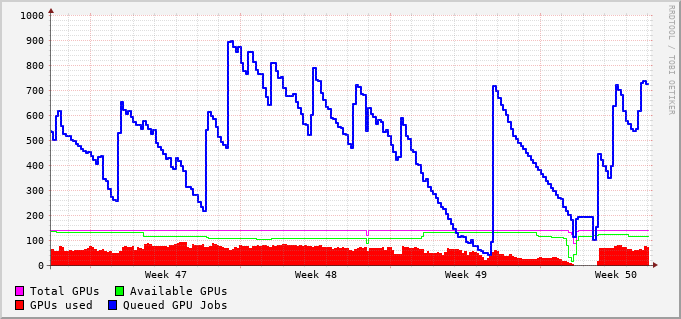 1000
900
800
700
600
500
400
300
200
100
0
Week 47 Week 48 Week 49 Week 50
Total GPUs Available GPUs
GPUs used Queued GPU Jobs
RRDTOOL / TOBI OETIKER